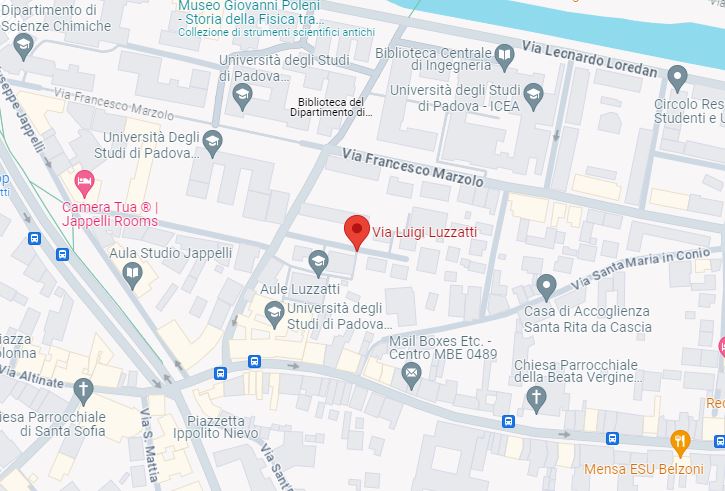 Dipartimento di
Scienze Chimiche
Museo Giovanni Poleni
- Storia della Fisica tra...
Collezione di strumenti scientifici antichi
Università degli Studi
di Padova...
Biblioteca Centrale
di Ingegneria
Via Leonardo Loredan
Via Francesco Marzolo
Biblioteca del
Dipartimento di...
Università degli Studi
di Padova - ICEA
Circolo Res
Studenti e U
Giuseppe Jappelli
Università Degli
Studi di Padova...
Via Francesco Marzolo
Camera Tua ® |
Jappelli Rooms
Via Luigi Luzzatti
Aula Studio Jappelli
Aule Luzzatti
Via Santa Maria in Conio
Università degli
Studi di Padova...
Casa di Accoglienza
Santa Rita da Cascia
Mail Boxes Etc. -
Centro MBE 0489
iazza
olonna
Via Altinate
Chiesa Parrocchiale
della Beata Vergine...
iesa Parrocchiale
di Santa Sofia
Via S. Mattia
Piazzetta
Ippolito Nievo
Via Sant'
Rec
Mensa ESU Belzoni